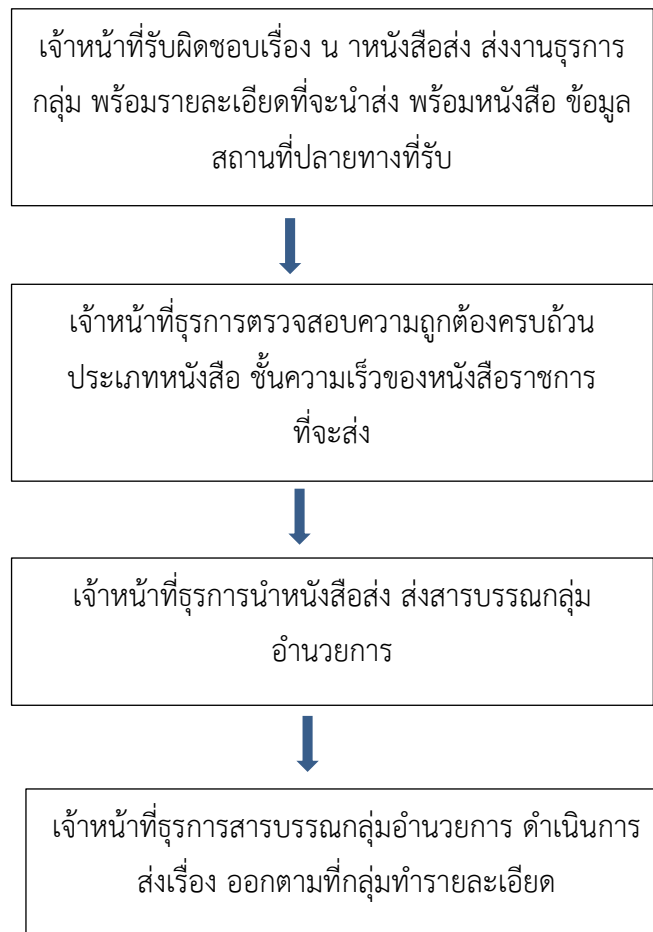 เจ้าหน้าที่รับผิดชอบเรื่อง น าหนังสือส่ง ส่งงานธุรการ
กลุ่ม พร้อมรายละเอียดที่จะนำส่ง พร้อมหนังสือ ข้อมูล
สถานที่ปลายทางที่รับ
เจ้าหน้าที่ธุรการตรวจสอบความถูกต้องครบถ้วน
ประเภทหนังสือ ชั้นความเร็วของหนังสือราชการ
ที่จะส่ง
เจ้าหน้าที่ธุรการนำหนังสือส่ง ส่งสารบรรณกลุ่ม
อำนวยการ
เจ้าหน้าที่ธุรการสารบรรณกลุ่มอำนวยการ ดำเนินการ
ส่งเรื่อง ออกตามที่กลุ่มทำรายละเอียด